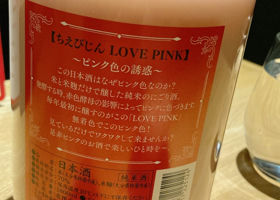 【ちえびじん LOVE PINK】
～ピンク色の誘惑～
この日本酒はなぜピンク色なのか?
米と米麹だけで醸した純米のにごり酒。
発酵する時、赤色酵母の影響によってピンク色に
毎年最初に醸すのがこの「LOVE PINK」
無着色でこのピンク色!
見ているだけでワクワクして来ませんか?
是非ピンクのお酒で楽しいひと時を…
日本酒
純米酒